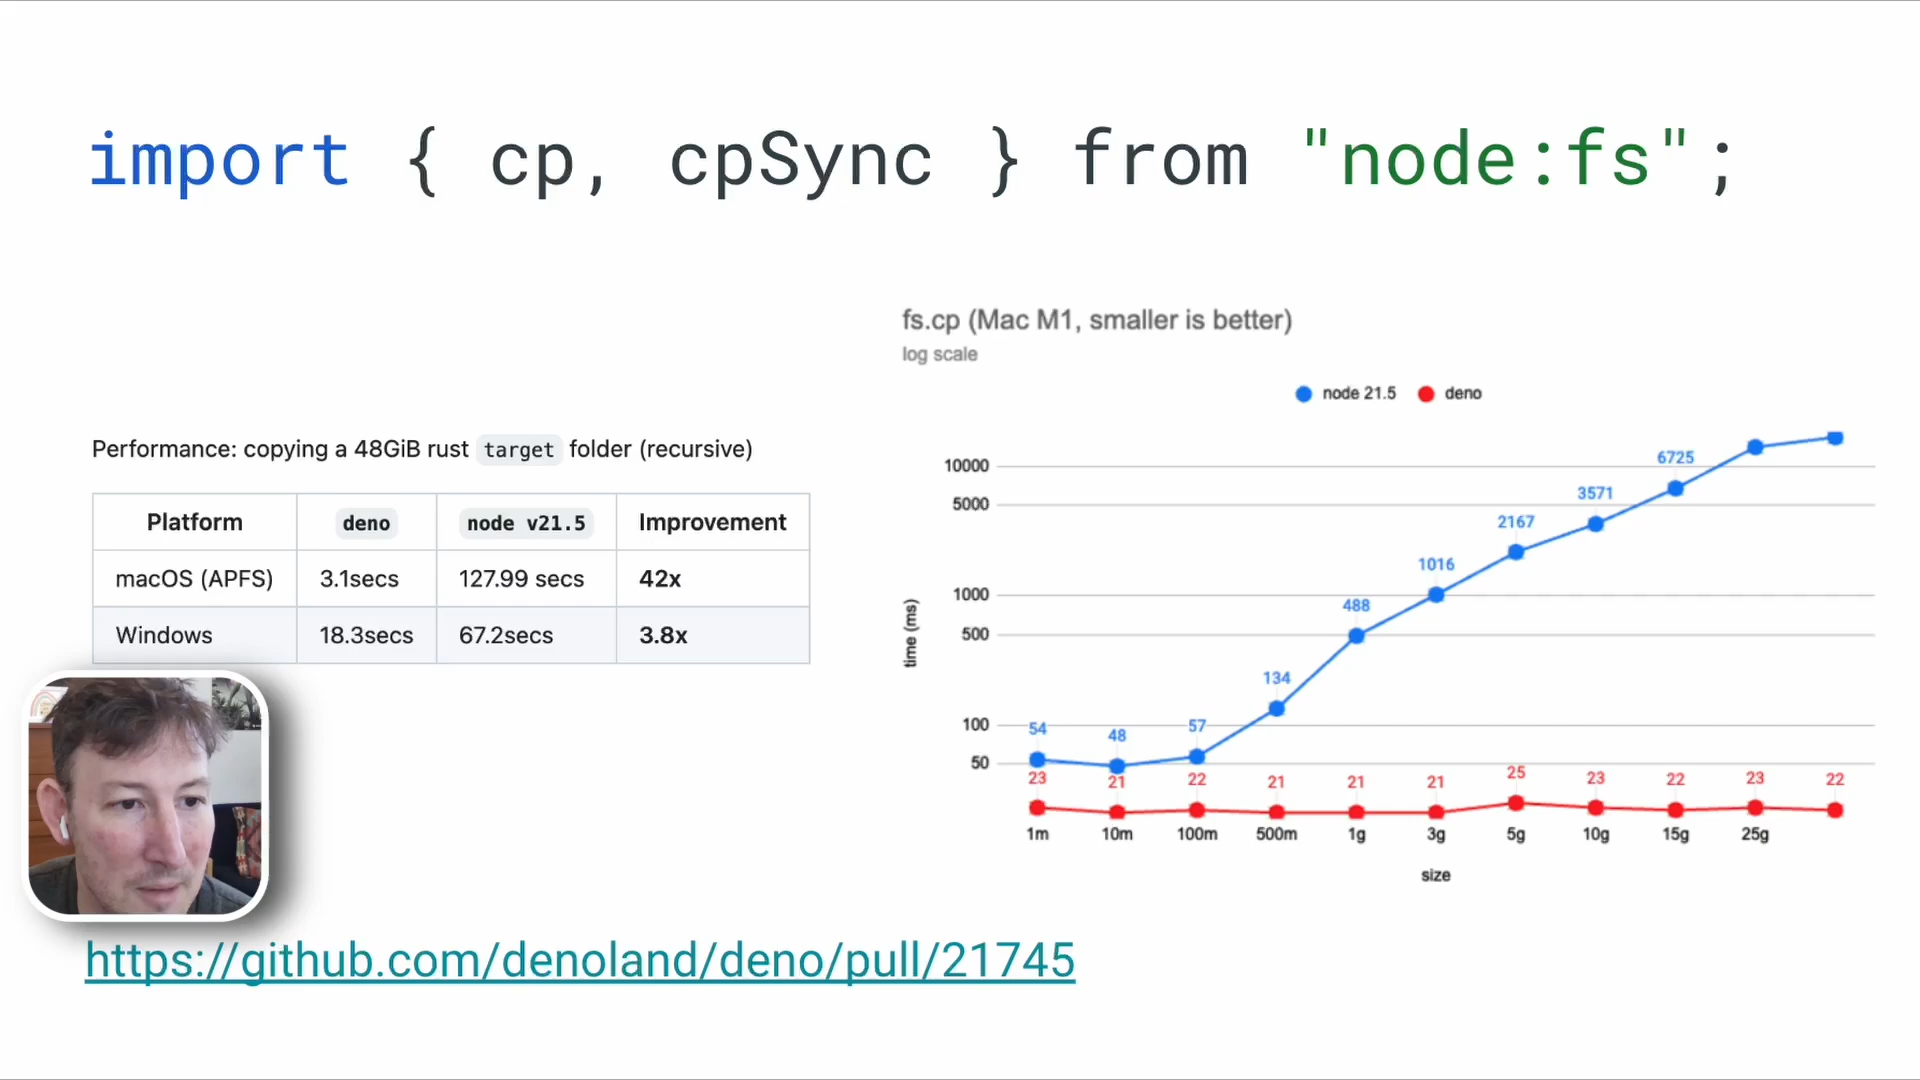 import { cp, cpSync } from "node:fs";
Performance: copying a 48GiB rust target folder (recursive)
Platform deno node v21.5 Improvement
macOS (APFS) 3.1secs 127.99 secs 42x
Windows 18.3secs 67.2secs 3.8x
fs.cp (Mac M1, smaller is better)
log scale
node 21.5 deno
time (ms)
10000
5000
1000
500
100
50
54 48 57 134 488 1016 2167 3571 6725
23 21 22 21 21 21 25 23 22 23 22
1m 10m 100m 500m 1g 3g 5g 10g 15g 25g
size
https://github.com/denoland/deno/pull/21745